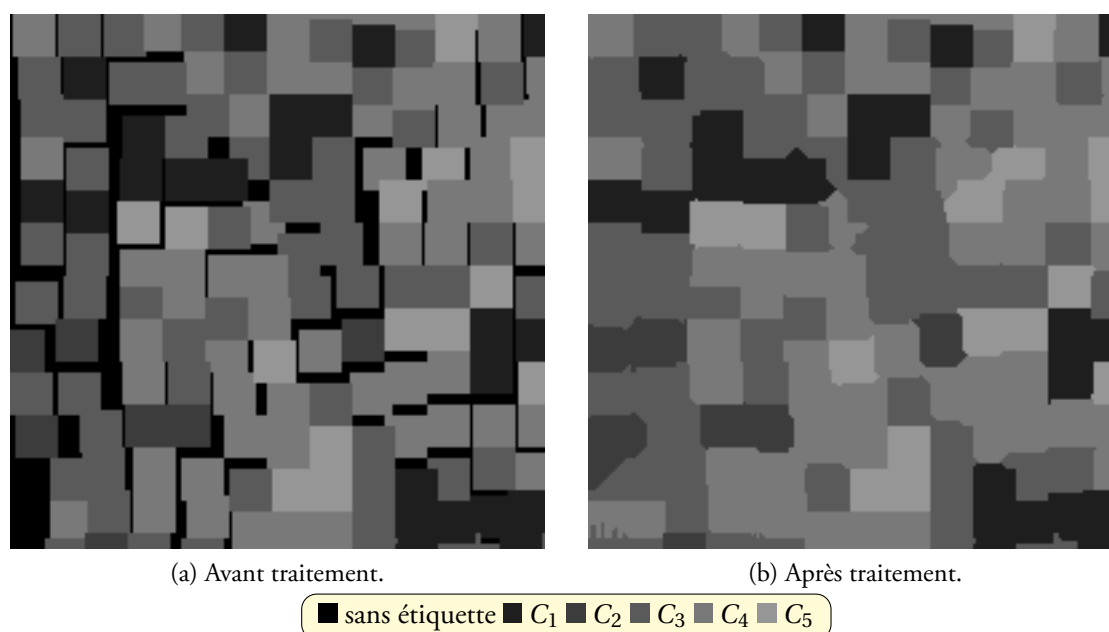 (a) Avant traitement.
(b) Après traitement.
sans étiquette C1 C2 C3 C4 C5